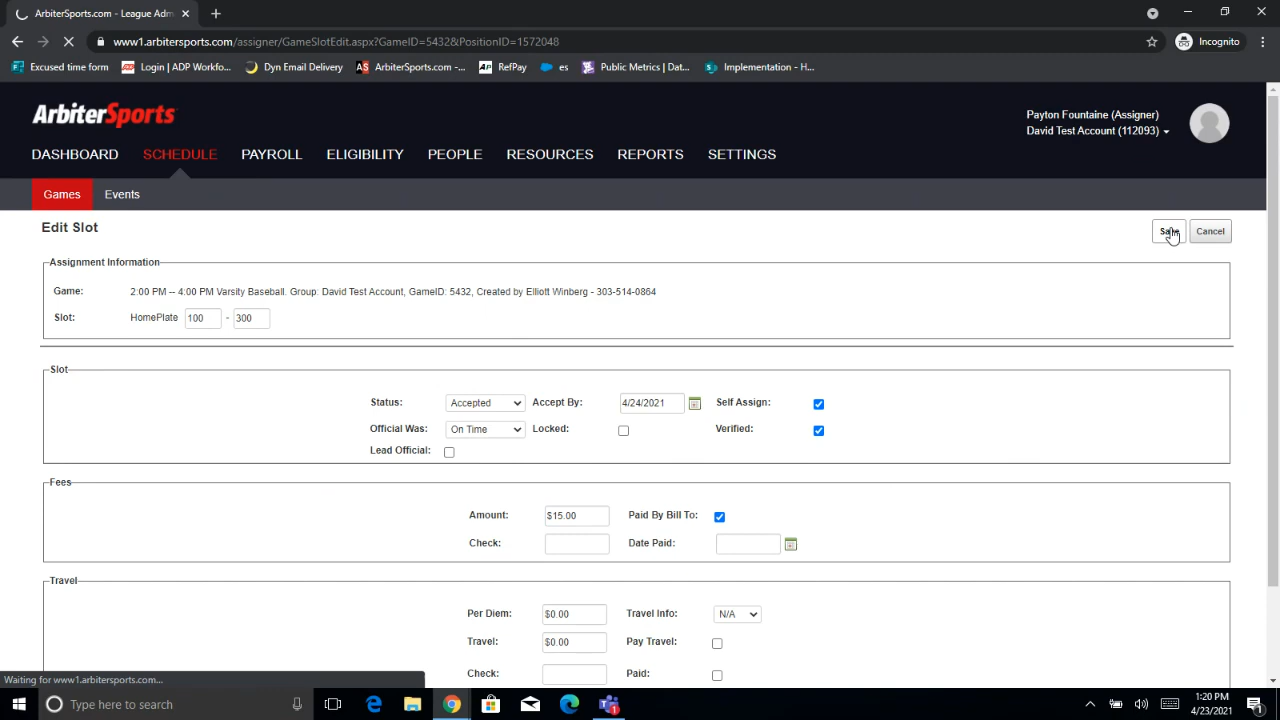 ArbiterSports.com - League Adm
www1.arbitersports.com/assigner/GameSlotEdit.aspx?GameID=5432&PositionID=1572048
Incognito
Excused time form
Login | ADP Workfo...
Dyn Email Delivery
AS ArbiterSports.com -...
AP RefPay
es
Public Metrics | Dat...
Implementation - H...
ArbiterSports
Payton Fountaine (Assigner)
David Test Account (112093)
DASHBOARD SCHEDULE PAYROLL ELIGIBILITY PEOPLE RESOURCES REPORTS SETTINGS
Games Events
Edit Slot
Cancel
Assignment Information
Game: 2:00 PM -- 4:00 PM Varsity Baseball. Group: David Test Account, GameID: 5432, Created by Elliott Winberg - 303-514-0864
Slot: HomePlate 100 - 300
Slot
Status: Accepted Accept By: 4/24/2021 Self Assign:
Official Was: On Time Locked: Verified:
Lead Official:
Fees
Amount: $15.00 Paid By Bill To:
Check: Date Paid:
Travel
Per Diem: $0.00 Travel Info: N/A
Travel: $0.00 Pay Travel:
Check: Paid:
Waiting for www1.arbitersports.com...
Type here to search
1
1:20 PM
4/23/2021
1